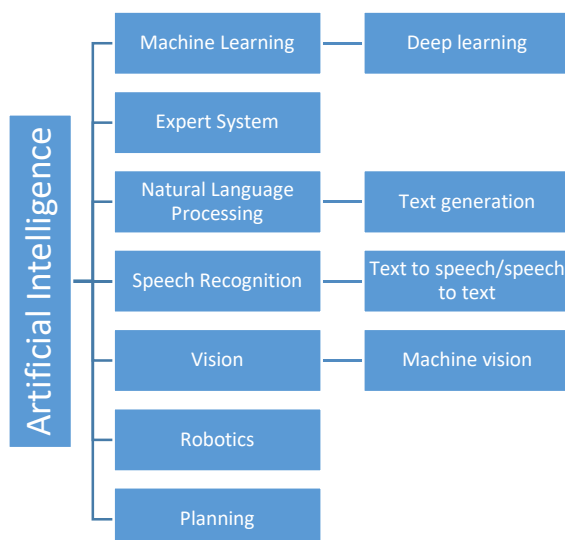 Artificial Intelligence
Machine Learning
Deep learning
Expert System
Natural Language
Processing
Text generation
Speech Recognition
Text to speech/speech
to text
Vision
Machine vision
Robotics
Planning